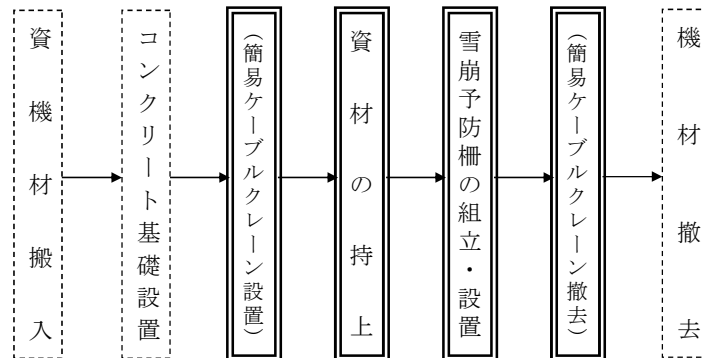 資機材搬入
コンクリート基礎設置
（簡易ケーブルクレーン設置）
資材の持上
雪崩予防柵の組立・設置
（簡易ケーブルクレーン撤去）
機材撤去